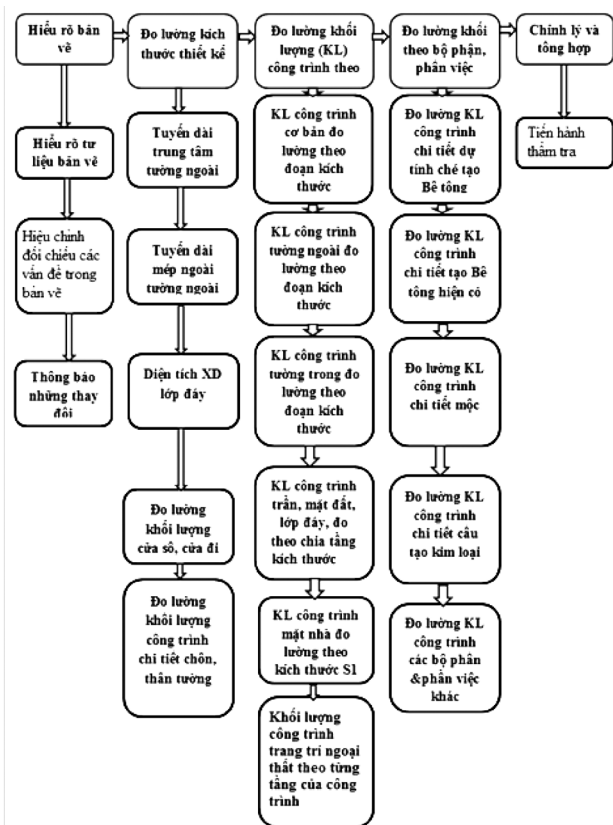 Hiểu rõ bản
vẽ
Hiểu rõ tư
liệu bản vẽ
Hiệu chỉnh
đối chiếu các
vấn đề trong
bản vẽ
Thông báo
những thay
đổi
Đo lường kích
thước thiết kế
Tuyến dài
trung tâm
tường ngoài
Tuyến dài
mép ngoài
tường ngoài
Diện tích XD
lớp đáy
Đo lường
khối lượng
cửa sổ, cửa đi
Đo lường
khối lượng
công trình
chi tiết chôn,
thân tường
Đo lường khối
lượng (KL)
công trình theo
KL công trình
cơ bản đo
lường theo
đoạn kích
thước
KL công trình
tường ngoài đo
lường theo
đoạn kích
thước
KL công trình
tường trong đo
lường theo
đoạn kích
thước
KL công trình
trần, mặt đất,
lớp đáy, đo
theo chia tầng
kích thước
KL công trình
mặt nhà đo
lường theo
kích thước S1
Khối lượng
công trình
trang trí ngoại
thất theo từng
tầng của công
trình
Đo lường khối
theo bộ phận,
phân việc
Đo lường KL
công trình
chi tiết dự
tính chế tạo
Bê tông
Đo lường KL
công trình
chi tiết tạo Bê
tông hiện có
Đo lường KL
công trình
chi tiết mộc
Đo lường KL
công trình
chi tiết cấu
tạo kim loại
Đo lường KL
công trình
các bộ phân
&phần việc
khác
Chỉnh lý và
tổng hợp
Tiến hành
thẩm tra